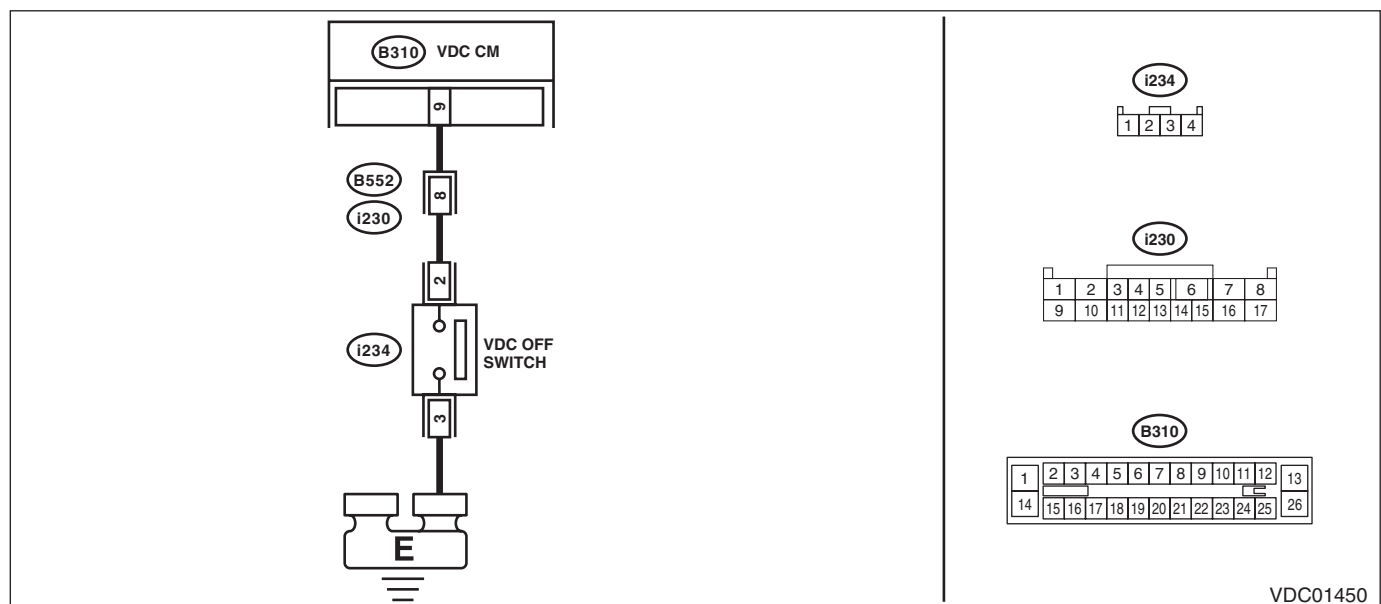 B310 VDC CM
9
B552
8
i230
2
i234
VDC OFF
SWITCH
3
E
i234
1 2 3 4
i230
1 2 3 4 5 6 7 8
9 10 11 12 13 14 15 16 17
B310
1 2 3 4 5 6 7 8 9 10 11 12 13
14 15 16 17 18 19 20 21 22 23 24 25 26
VDC01450